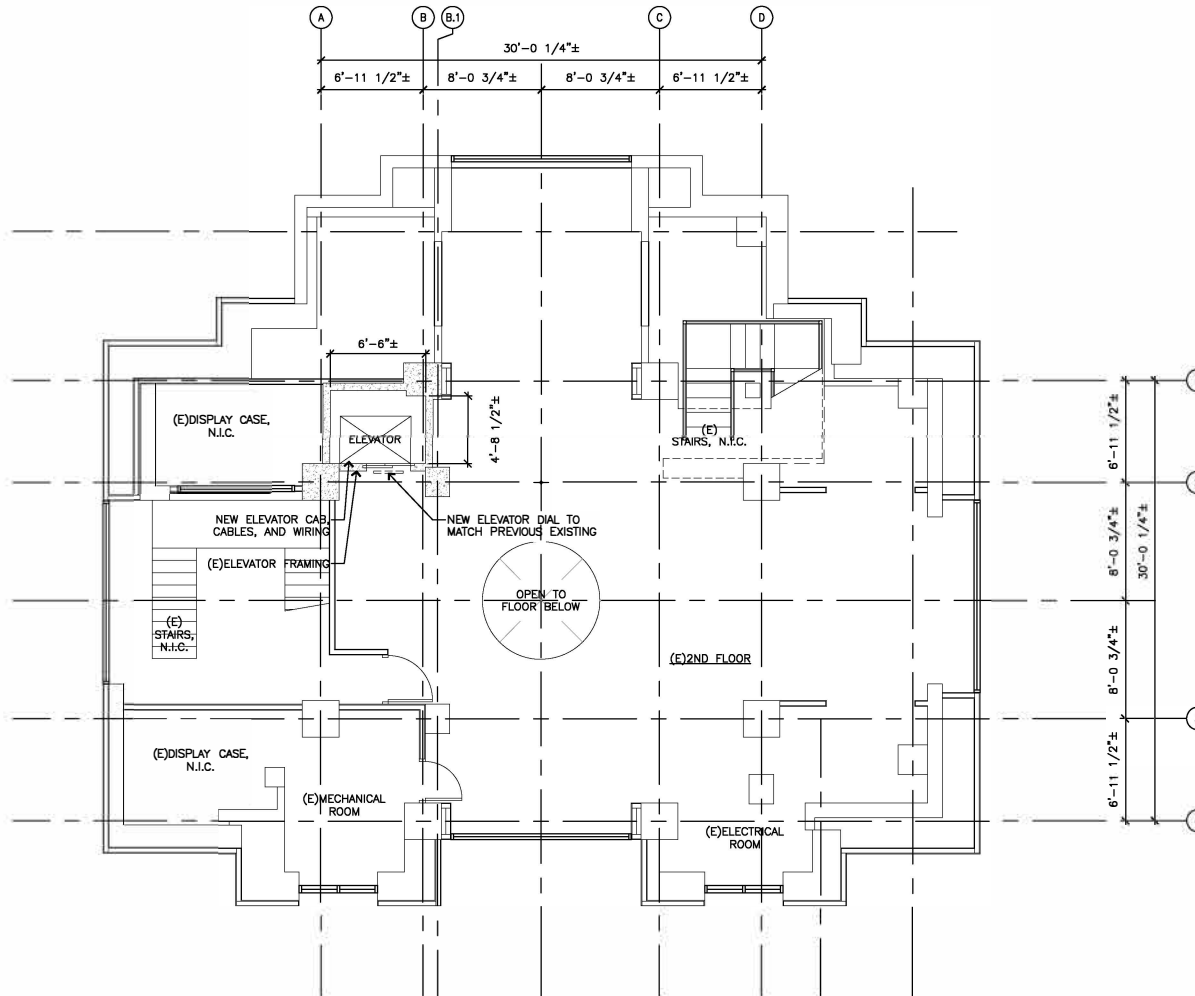 A
B
B.1
C
D
30'-0 1/4"±
6'-11 1/2"±
8'-0 3/4"±
8'-0 3/4"±
6'-11 1/2"±
6'-6"±
(E)DISPLAY CASE,
N.I.C.
ELEVATOR
4'-8 1/2"±
(E)
STAIRS, N.I.C.
6'-11 1/2"±
NEW ELEVATOR CAB,
CABLES, AND WIRING
NEW ELEVATOR DIAL TO
MATCH PREVIOUS EXISTING
(E)ELEVATOR FRAMING
8'-0 3/4"±
30'-0 1/4"±
OPEN TO
FLOOR BELOW
(E)
STAIRS,
N.I.C.
(E)2ND FLOOR
8'-0 3/4"±
(E)DISPLAY CASE,
N.I.C.
(E)MECHANICAL
ROOM
6'-11 1/2"±
(E)ELECTRICAL
ROOM